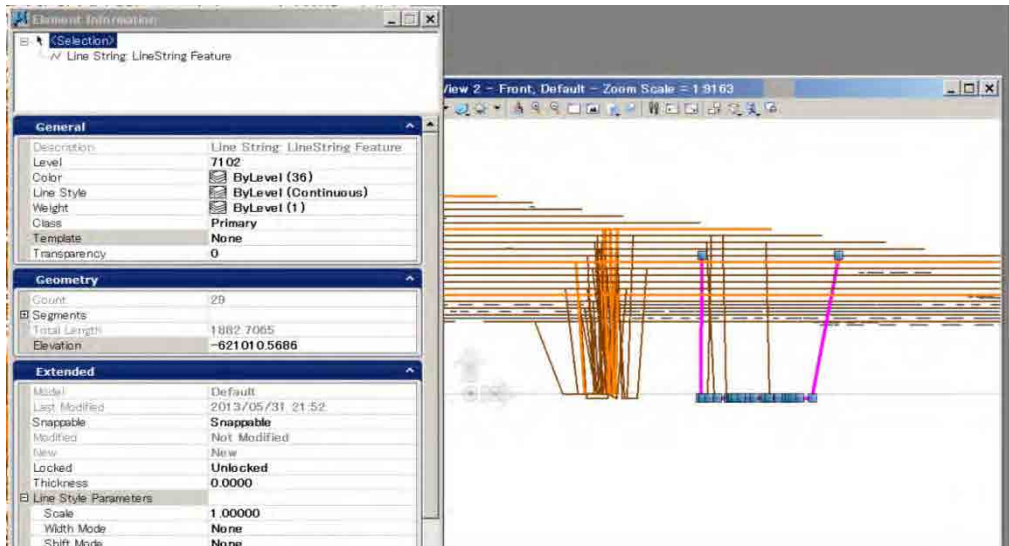 Element Information
<Selection>
Line String: LineString Feature
General
Description Line String: LineString Feature
Level 7102
Color ByLevel (36)
Line Style ByLevel (Continuous)
Weight ByLevel (1)
Class Primary
Template None
Transparency 0
Geometry
Count 29
Segments
Total Length 1882.7065
Elevation -621010.5686
Extended
Model Default
Last Modified 2013/05/31 21:52
Snappable Snappable
Modified Not Modified
New New
Locked Unlocked
Thickness 0.0000
Line Style Parameters
Scale 1.00000
Width Mode None
Shift Mode None
View 2 - Front, Default - Zoom Scale = 1.9163